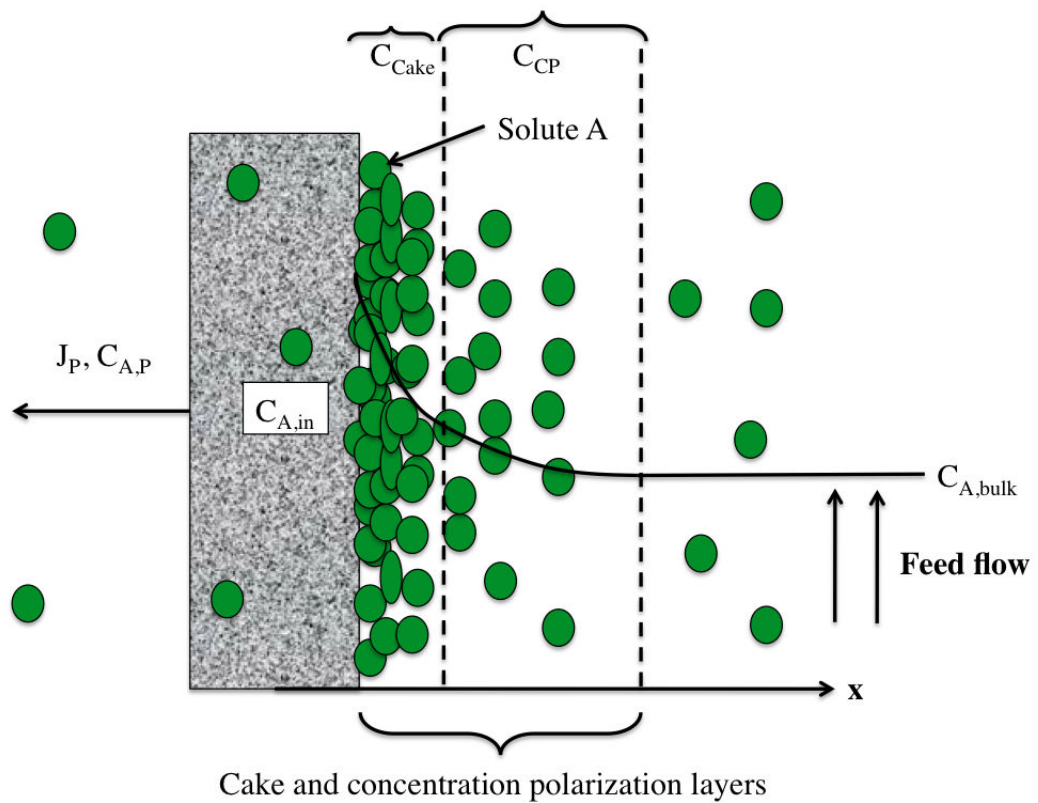 C_Cake
C_CP
Solute A
J_P, C_A,P
C_A,in
C_A,bulk
Feed flow
x
Cake and concentration polarization layers